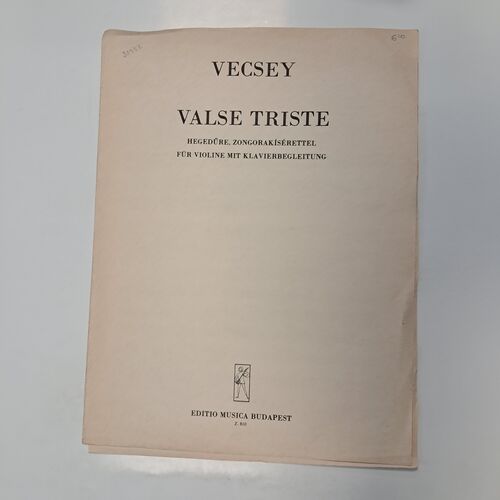 VECSEY
VALSE TRISTE
HEGEDŰRE, ZONGORAKÍSÉRETTEL
FÜR VIOLINE MIT KLAVIERBEGLEITUNG
EDITIO MUSICA BUDAPEST